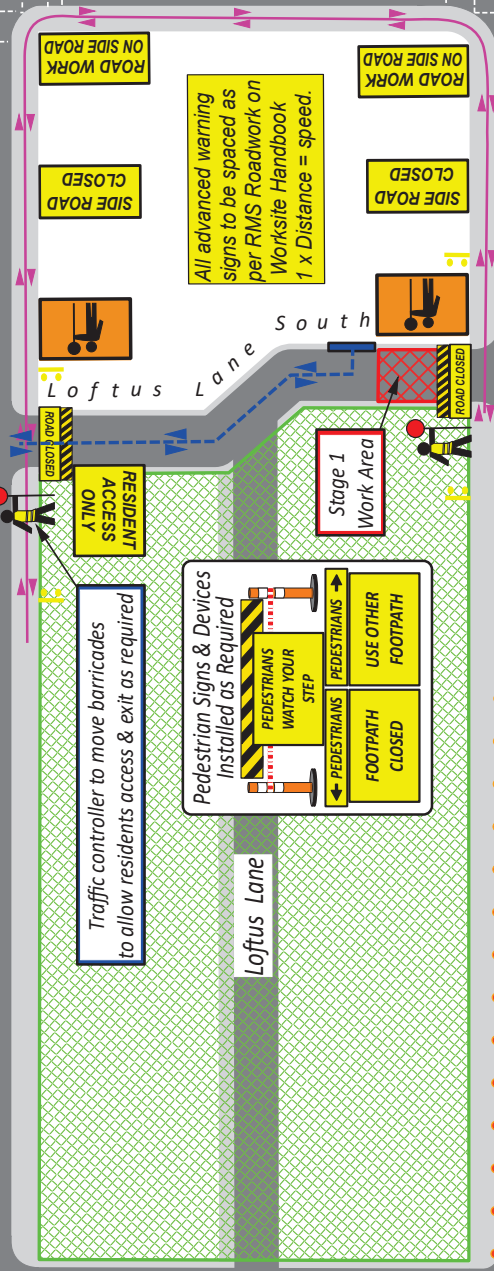 ROAD WORK
ON SIDE ROAD
SIDE ROAD
CLOSED
ROAD CLOSED
RESIDENT
ACCESS
ONLY
Traffic controller to move barricades
to allow residents access & exit as required
All advanced warning
signs to be spaced as
per RMS Roadwork on
Worksite Handbook
1 x Distance = speed.
Loftus Lane South
Pedestrian Signs & Devices
Installed as Required
PEDESTRIANS
WATCH YOUR
STEP
PEDESTRIANS
FOOTPATH
CLOSED
PEDESTRIANS
USE OTHER
FOOTPATH
Loftus Lane
Stage 1
Work Area
ROAD WORK
ON SIDE ROAD
SIDE ROAD
CLOSED
ROAD CLOSED